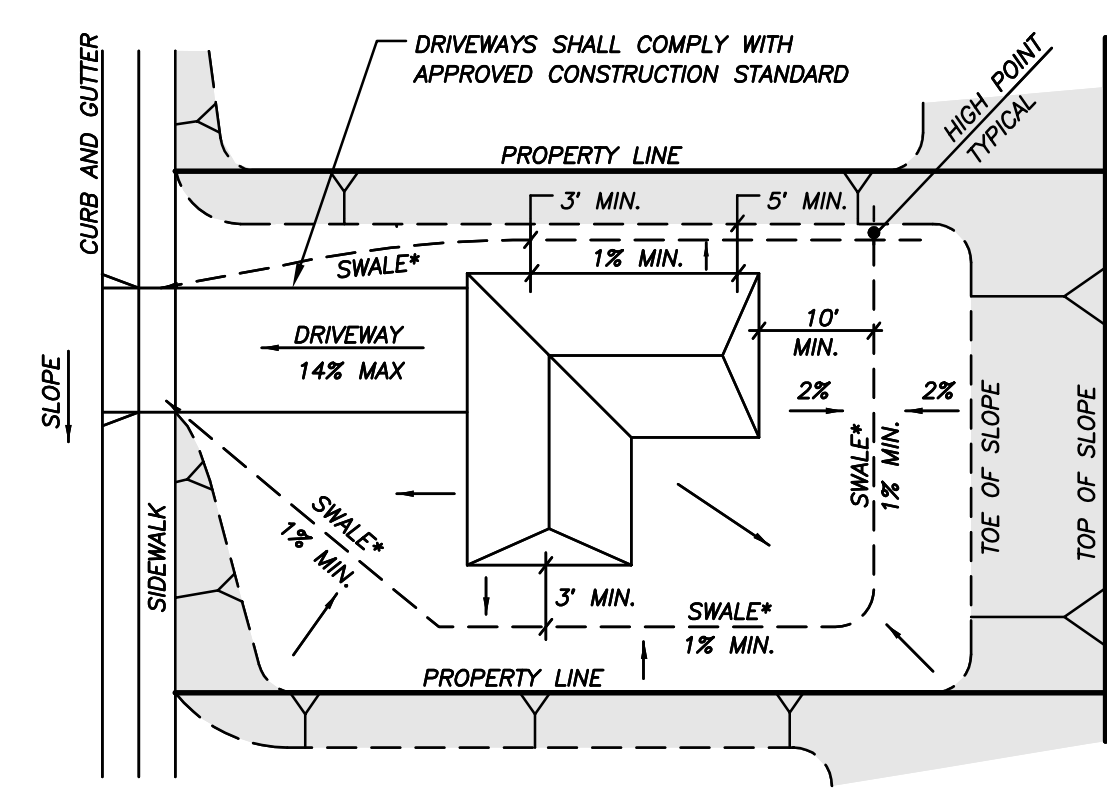 CURB AND GUTTER
DRIVEWAYS SHALL COMPLY WITH
APPROVED CONSTRUCTION STANDARD
HIGH POINT
TYPICAL
PROPERTY LINE
3' MIN.
5' MIN.
SWALE*
1% MIN.
DRIVEWAY
14% MAX
10'
MIN.
SLOPE
2%
2%
SWALE*
1% MIN.
TOE OF SLOPE
TOP OF SLOPE
SIDEWALK
SWALE*
1% MIN.
3' MIN.
SWALE*
1% MIN.
PROPERTY LINE